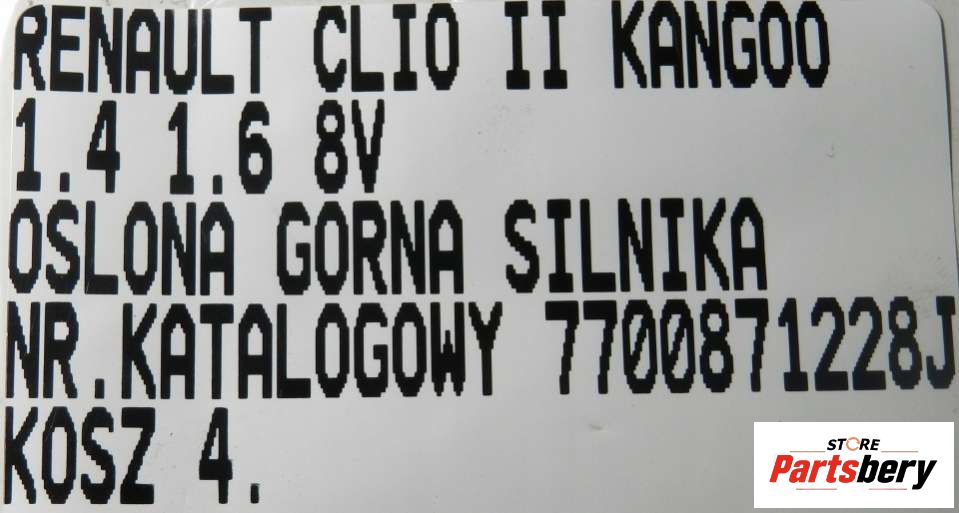 RENAULT CLIO II KANGOO
1.4 1.6 8V
OSLONA GORNA SILNIKA
NR.KATALOGOWY 7700871228J
KOSZ 4.
STORE
Partsbery